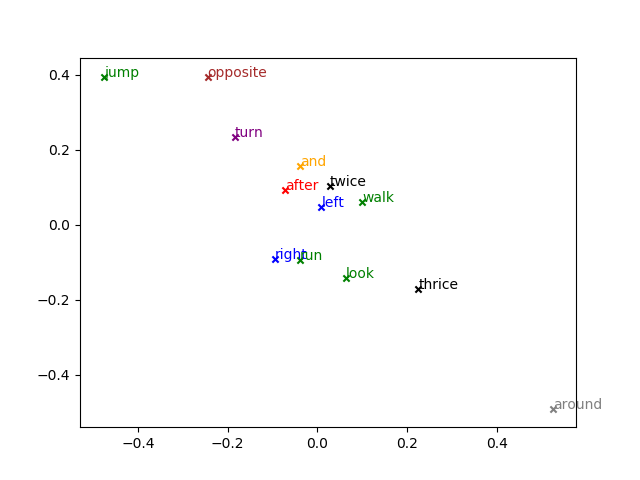 0.4
0.2
0.0
−0.2
−0.4
−0.4
−0.2
0.0
0.2
0.4
jump
opposite
turn
and
twice
after
walk
left
right
run
look
thrice
around